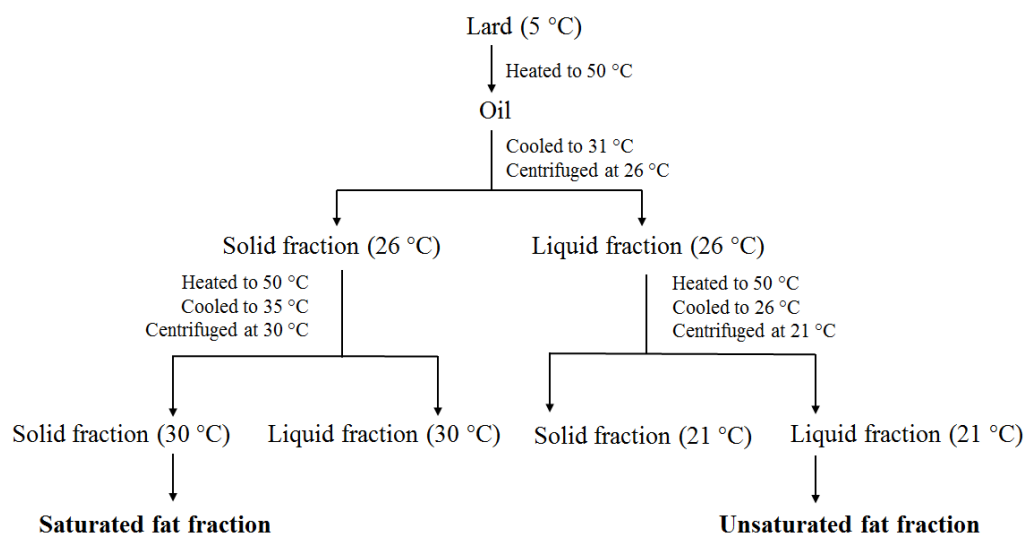 Lard (5 °C)
Heated to 50 °C
Oil
Cooled to 31 °C
Centrifuged at 26 °C
Solid fraction (26 °C)
Liquid fraction (26 °C)
Heated to 50 °C
Cooled to 35 °C
Centrifuged at 30 °C
Heated to 50 °C
Cooled to 26 °C
Centrifuged at 21 °C
Solid fraction (30 °C)
Liquid fraction (30 °C)
Solid fraction (21 °C)
Liquid fraction (21 °C)
Saturated fat fraction
Unsaturated fat fraction